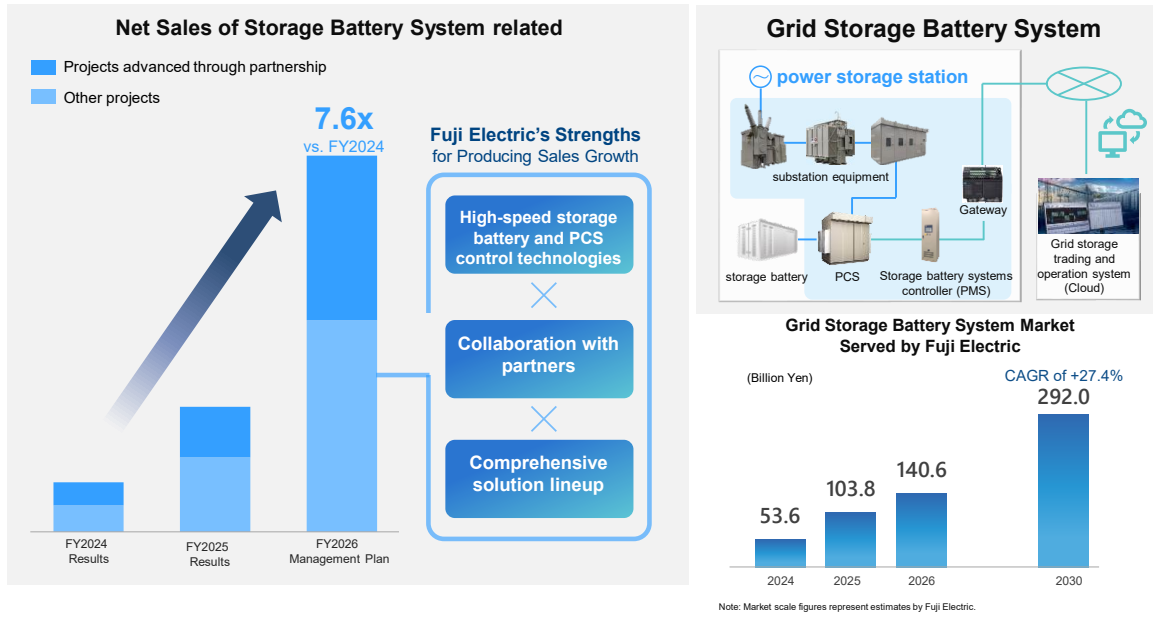 Net Sales of Storage Battery System related
Projects advanced through partnership
Other projects
7.6x
vs. FY2024
Fuji Electric's Strengths
for Producing Sales Growth
High-speed storage
battery and PCS
control technologies
Collaboration with
partners
Comprehensive
solution lineup
FY2024
Results
FY2025
Results
FY2026
Management Plan
Grid Storage Battery System
power storage station
substation equipment
Gateway
storage battery
PCS
Storage battery systems
controller (PMS)
Grid storage
trading and
operation system
(Cloud)
Grid Storage Battery System Market
Served by Fuji Electric
(Billion Yen)
CAGR of +27.4%
53.6
103.8
140.6
292.0
2024
2025
2026
2030
Note: Market scale figures represent estimates by Fuji Electric.